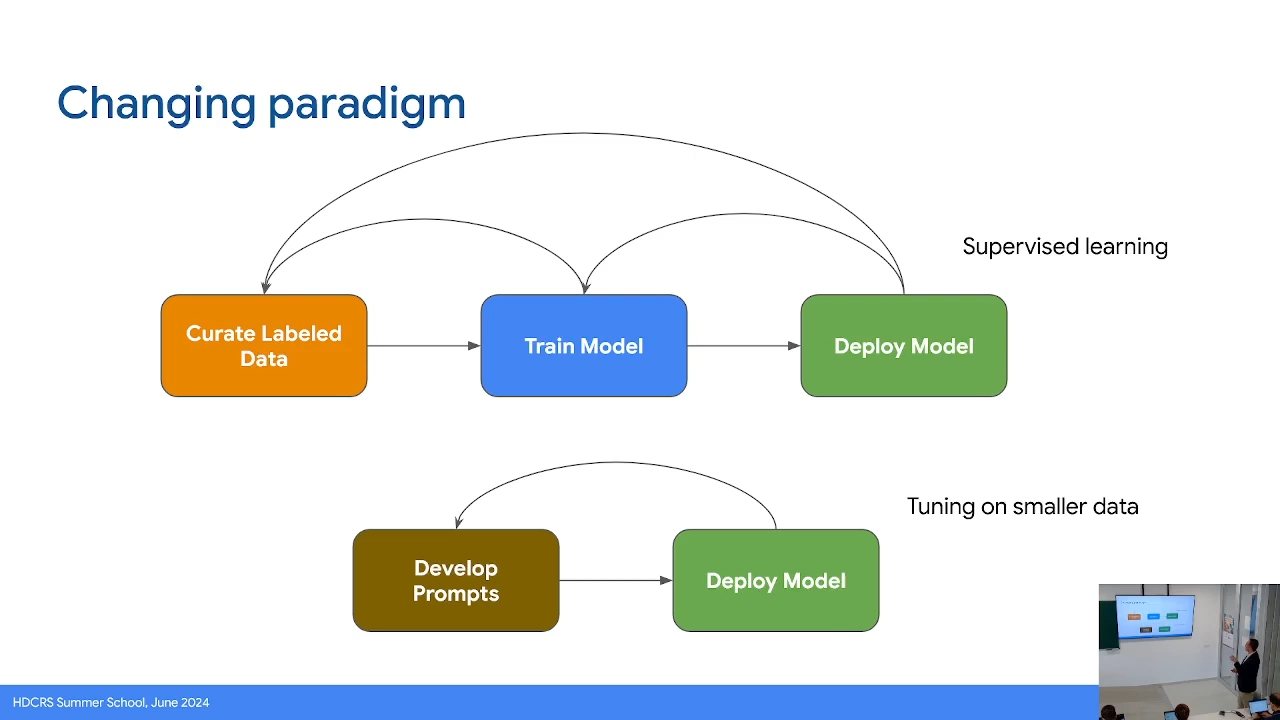 Changing paradigm
Supervised learning
Curate Labeled
Data
Train Model
Deploy Model
Tuning on smaller data
Develop
Prompts
Deploy Model
HDCRS Summer School, June 2024